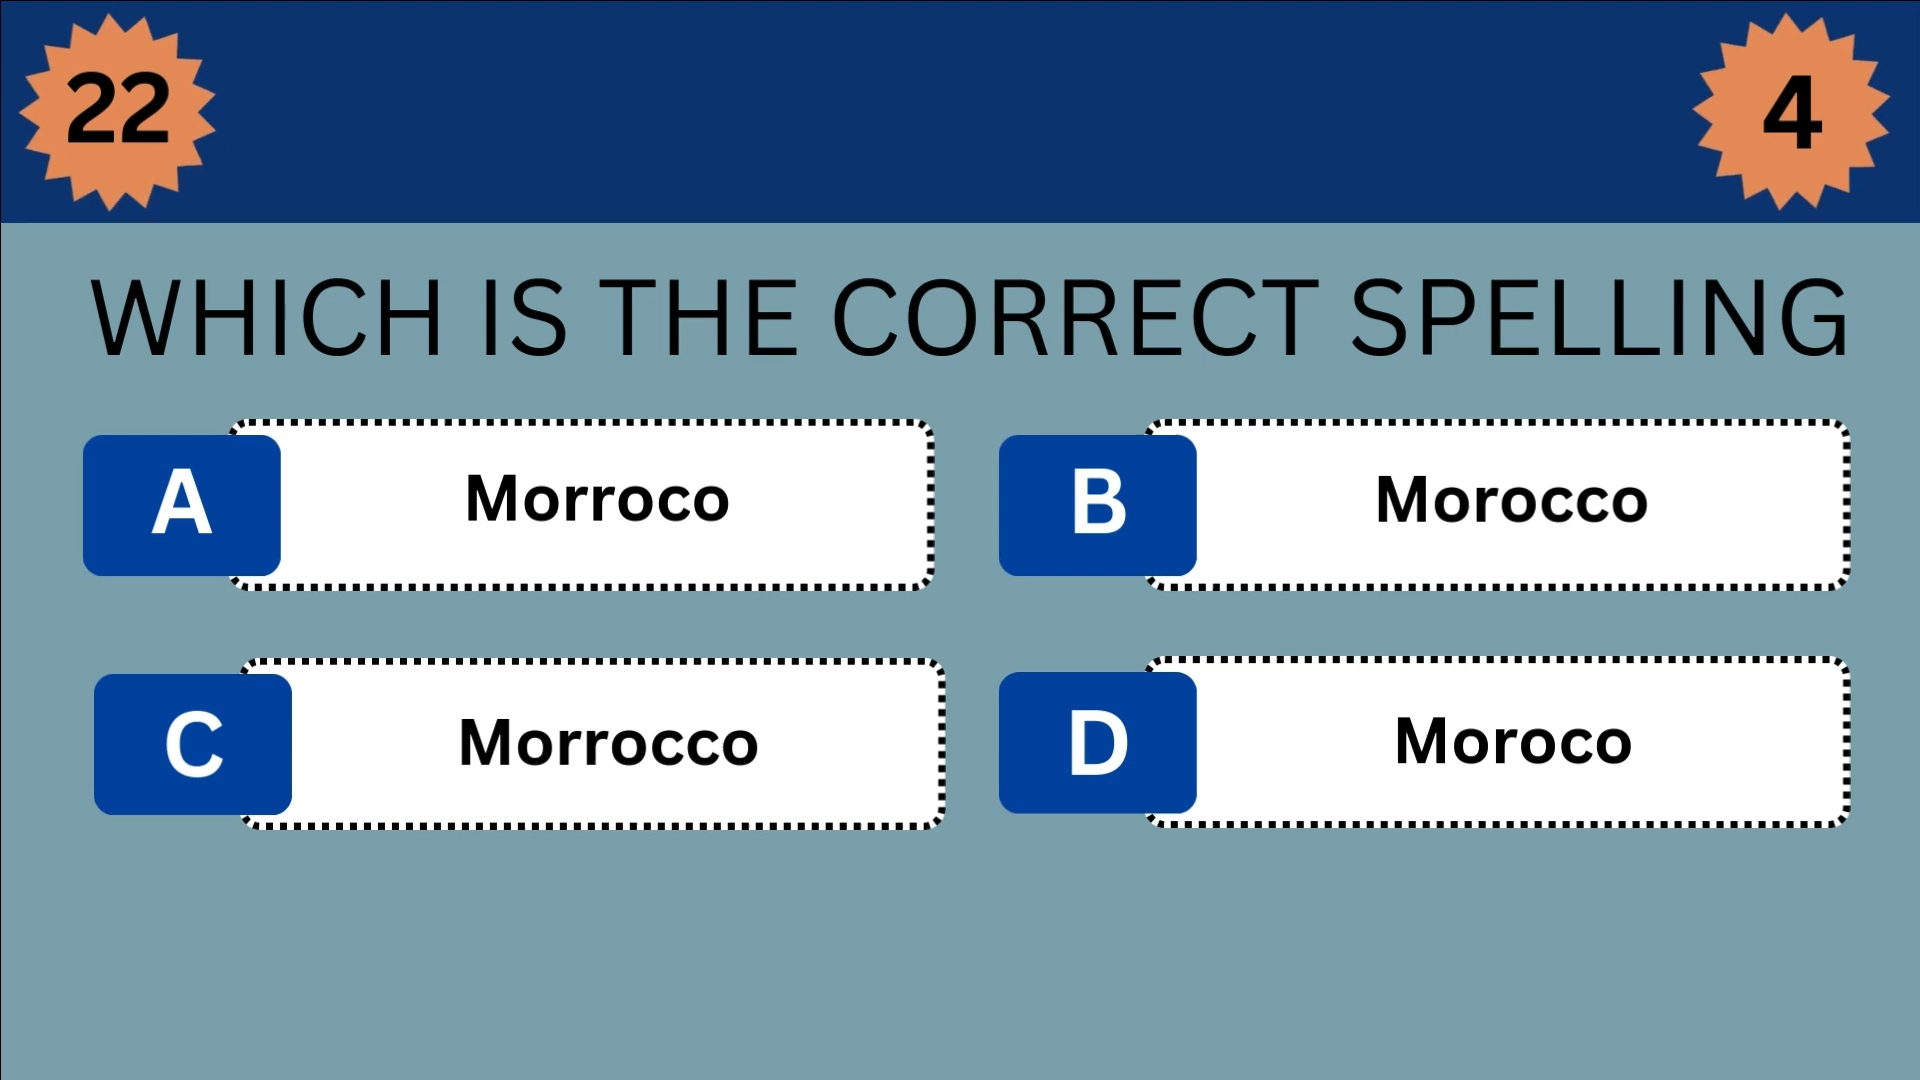 22
4
WHICH IS THE CORRECT SPELLING
A Morroco
B Morocco
C Morrocco
D Moroco